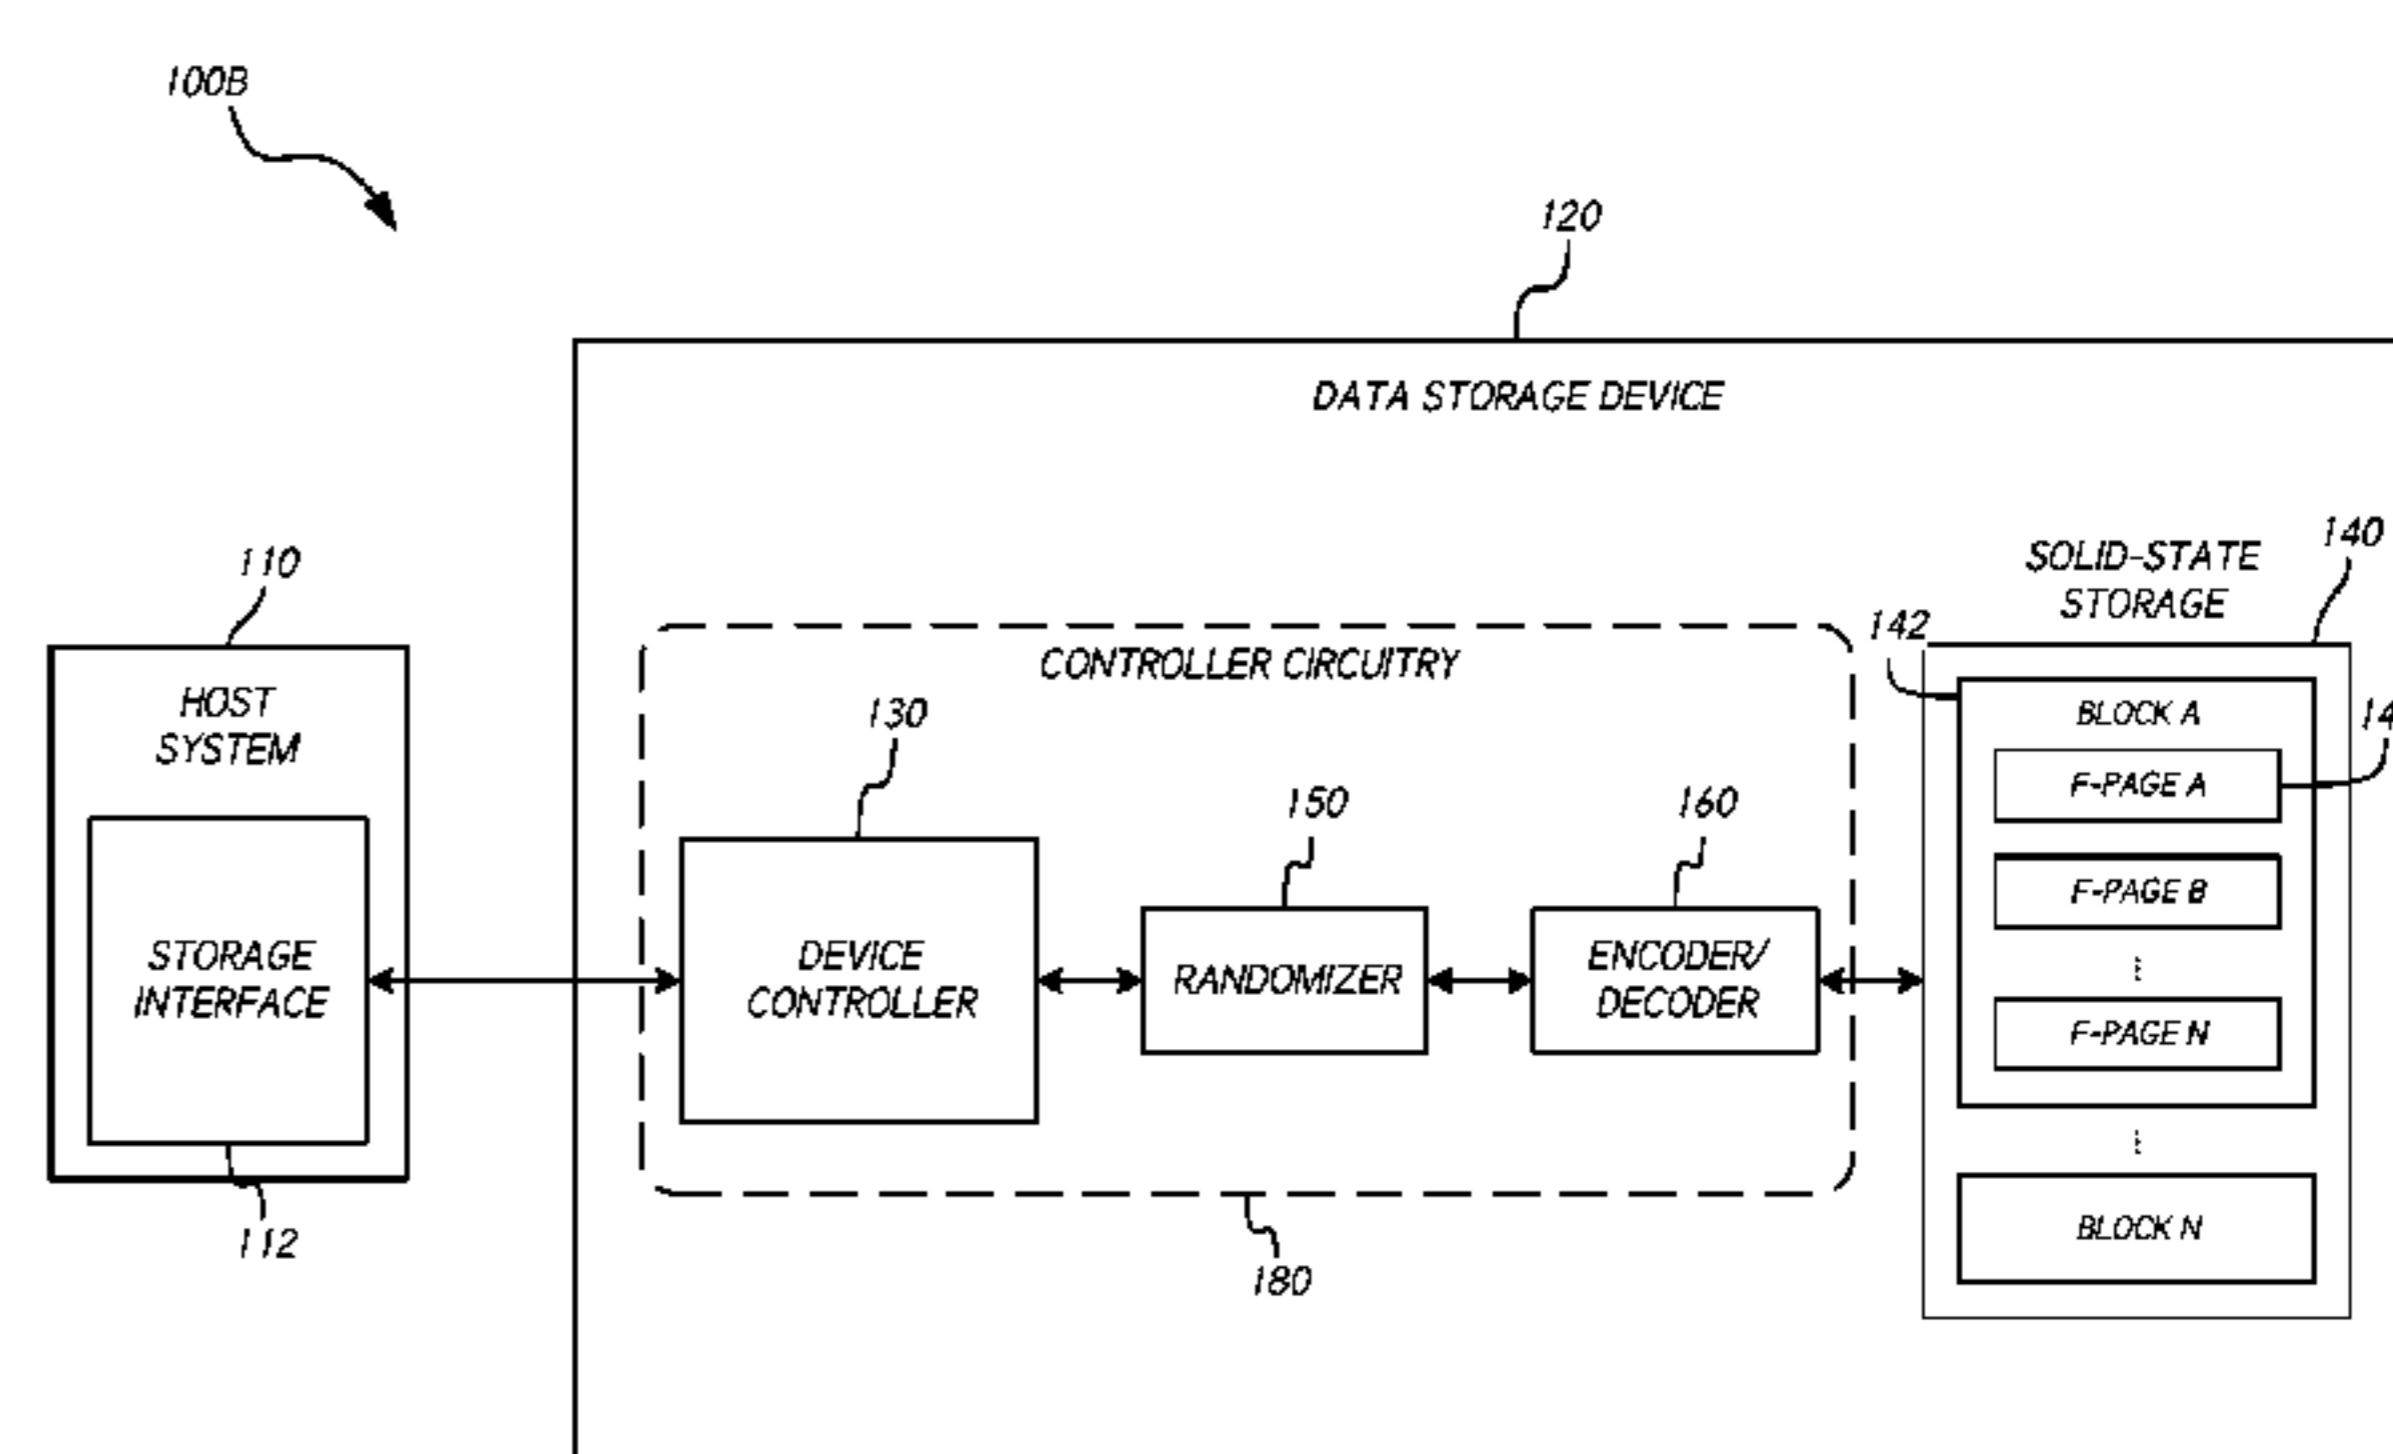 100B
120
DATA STORAGE DEVICE
110
HOST
SYSTEM
STORAGE
INTERFACE
112
CONTROLLER CIRCUITRY
130
DEVICE
CONTROLLER
150
RANDOMIZER
160
ENCODER/
DECODER
180
SOLID-STATE
STORAGE
140
142
BLOCK A
F-PAGE A
F-PAGE B
F-PAGE N
BLOCK N